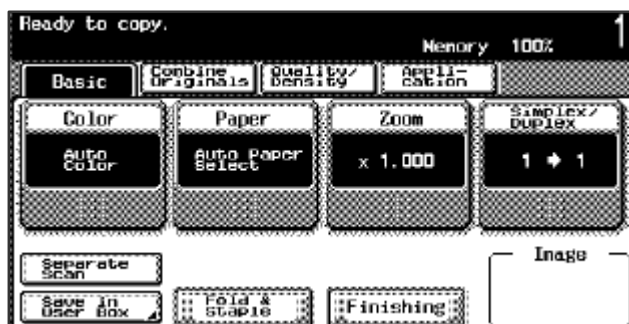 Ready to copy.
1
Memory 100%
Basic
Combine
Originals
Quality/
Density
Appli-
cation
Color
Paper
Zoom
Simplex/
Duplex
Auto
Color
Auto Paper
Select
x 1.000
1 → 1
Separate
Scan
Image
Save in
User Box
Fold &
Staple
Finishing